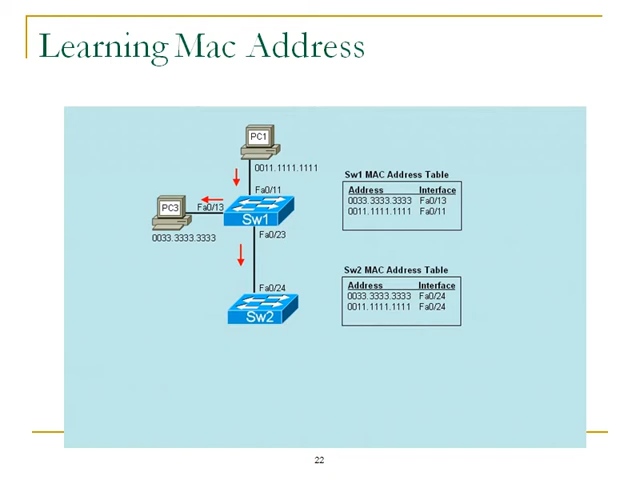 Learning Mac Address
PC1
0011.1111.1111
Fa0/11
PC3
Fa0/13
Sw1
0033.3333.3333
Fa0/23
Fa0/24
Sw2
Sw1 MAC Address Table
Address Interface
0033.3333.3333 Fa0/13
0011.1111.1111 Fa0/11
Sw2 MAC Address Table
Address Interface
0033.3333.3333 Fa0/24
0011.1111.1111 Fa0/24
22